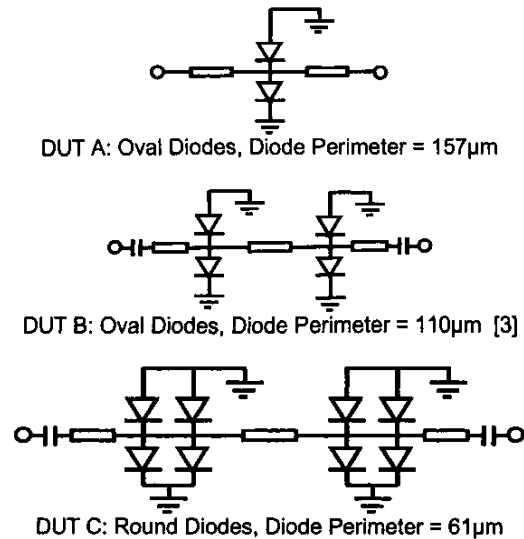 DUT A: Oval Diodes, Diode Perimeter = 157µm
DUT B: Oval Diodes, Diode Perimeter = 110µm [3]
DUT C: Round Diodes, Diode Perimeter = 61µm